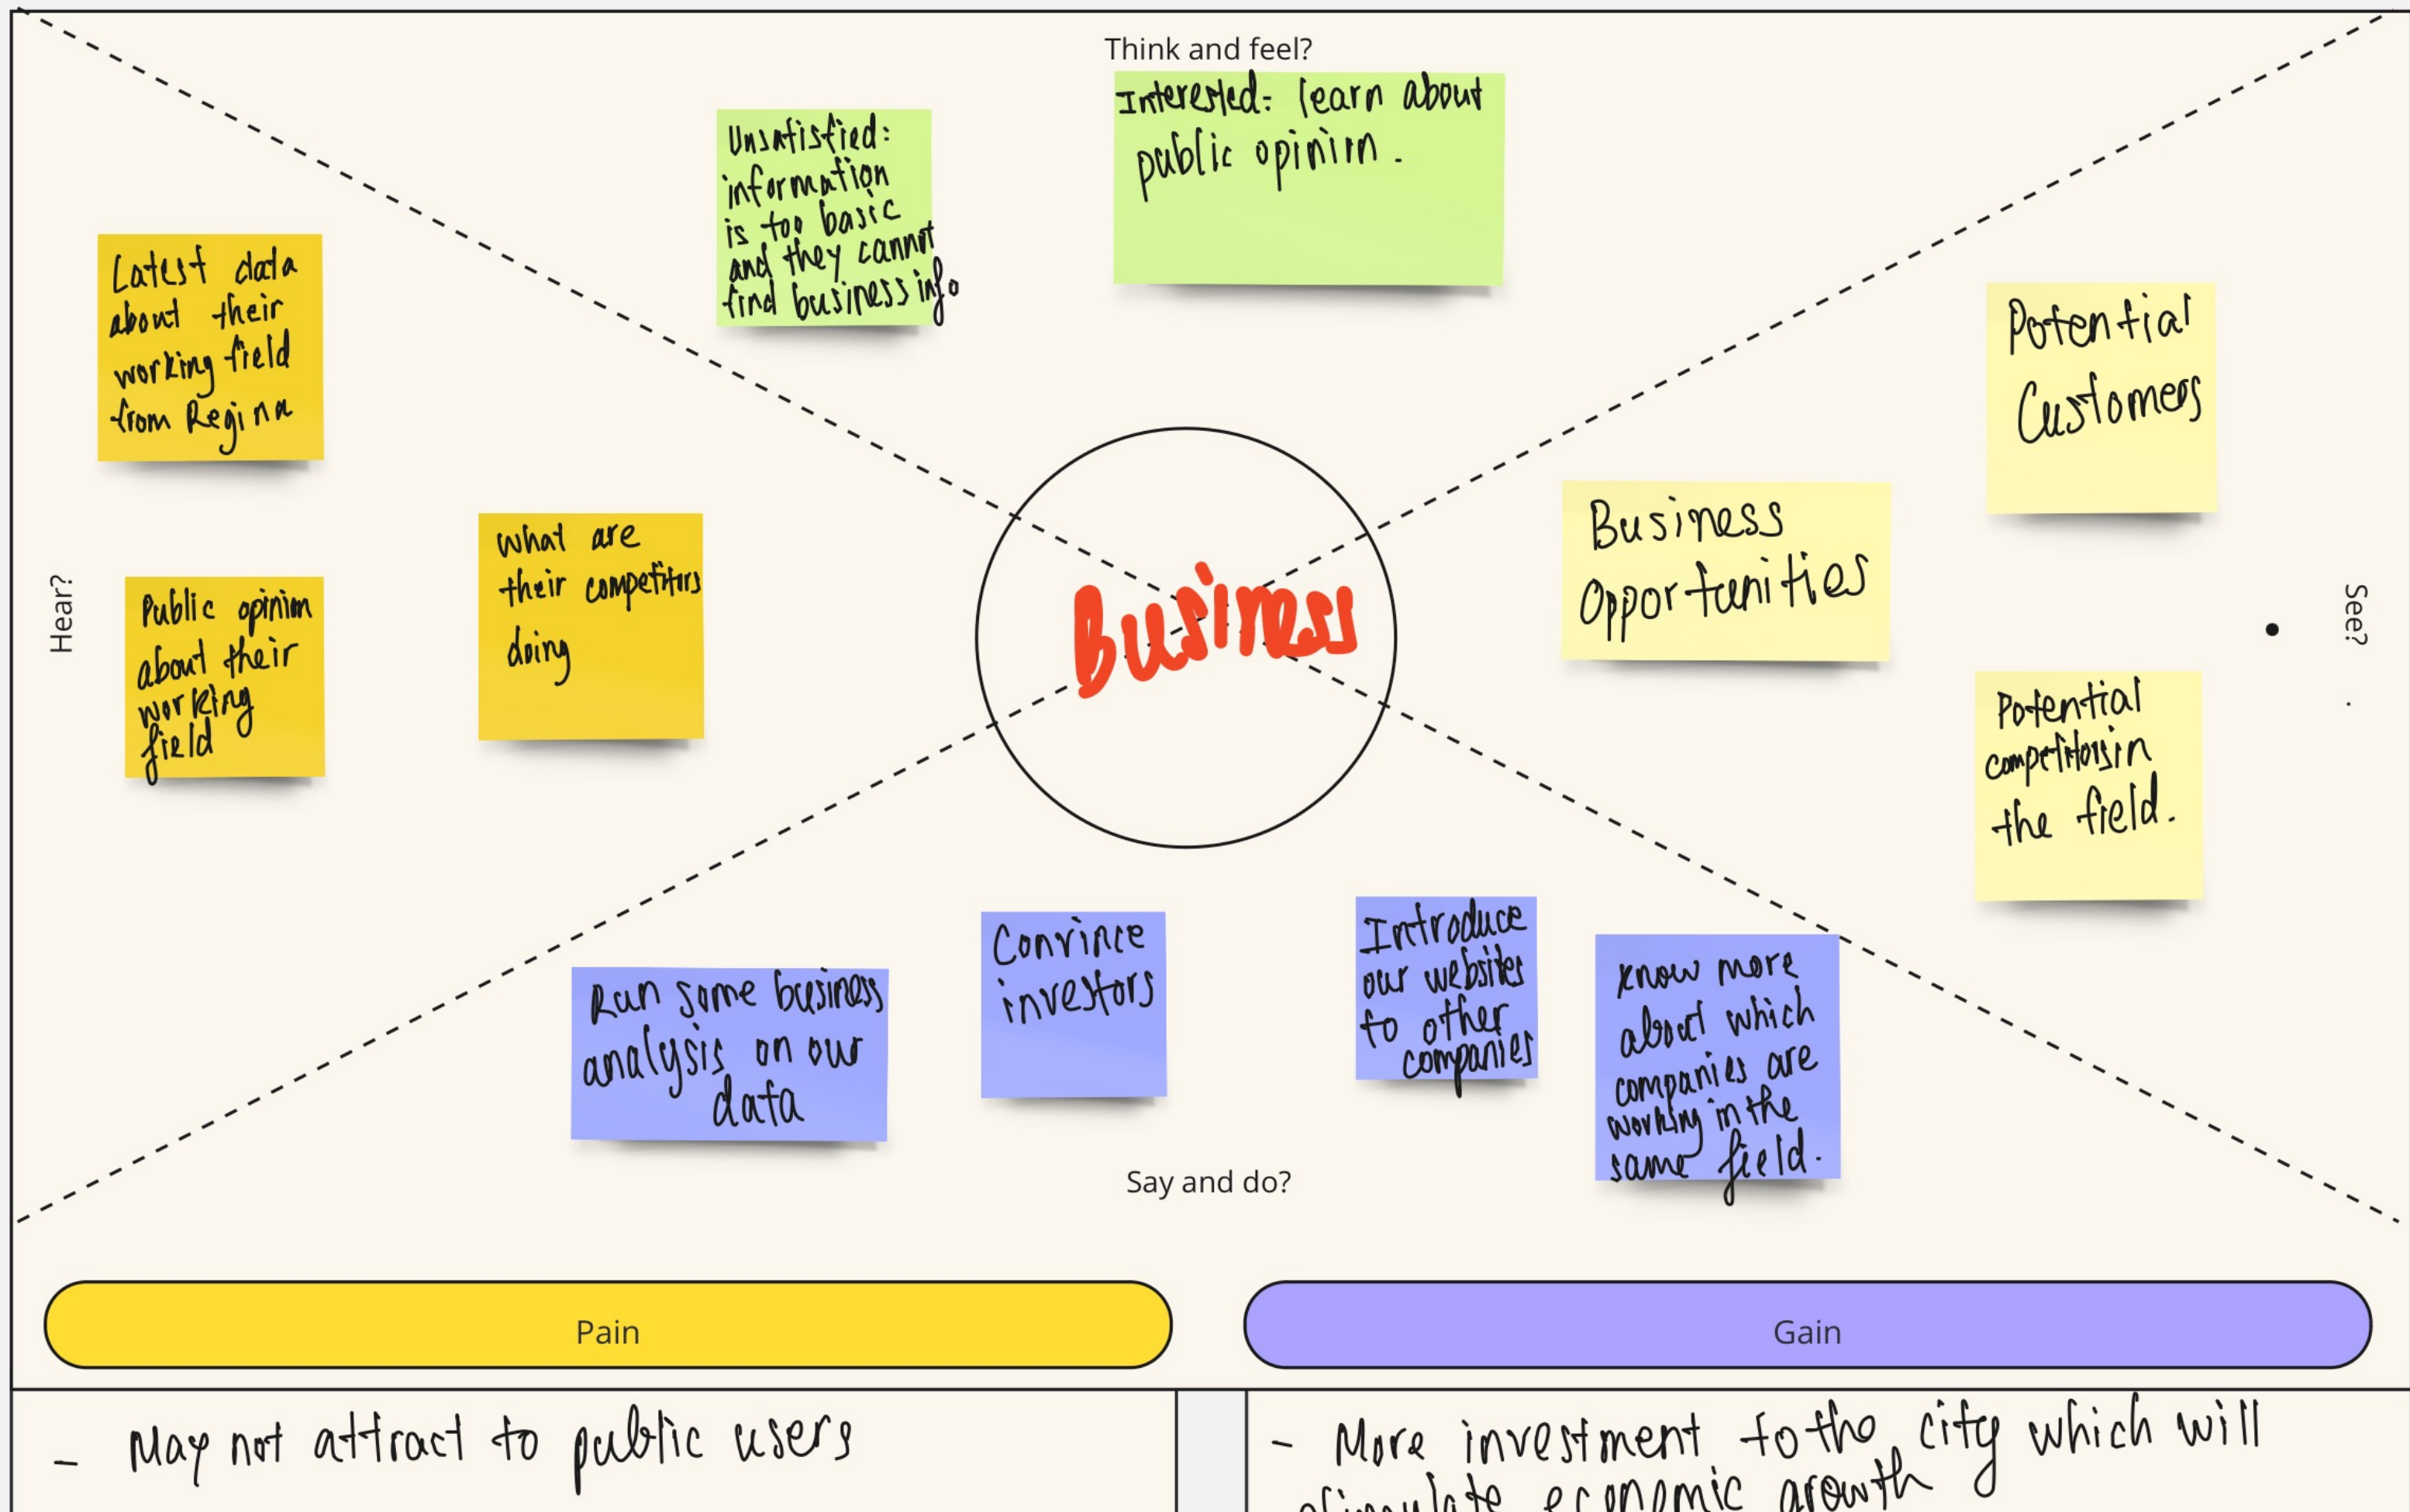 Think and feel?
Unsatisfied:
information
is too basic
and they cannot
find business info
Interested: learn about
public opinion.
Hear?
Latest data
about their
working field
from Regina
Public opinion
about their
working
field
what are
their competitors
doing
Business
See?
Potential
Customers
Business
Opportunities
Potential
competitors in
the field.
Run some business
analysis on our
data
Convince
investors
Introduce
our websites
to other
companies
know more
about which
companies are
working in the
same field.
Say and do?
Pain
Gain
- May not attract to public users
- More investment to the city which will
stimulate economic growth